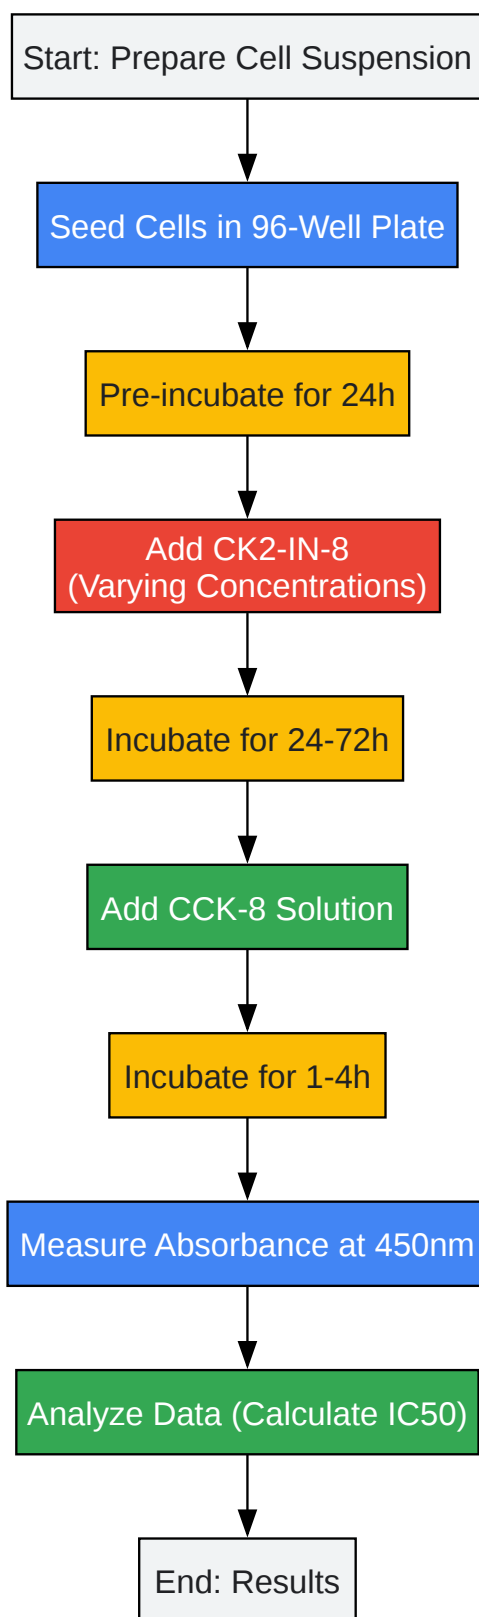 Start: Prepare Cell Suspension
Seed Cells in 96-Well Plate
Pre-incubate for 24h
Add CK2-IN-8
(Varying Concentrations)
Incubate for 24-72h
Add CCK-8 Solution
Incubate for 1-4h
Measure Absorbance at 450nm
Analyze Data (Calculate IC50)
End: Results